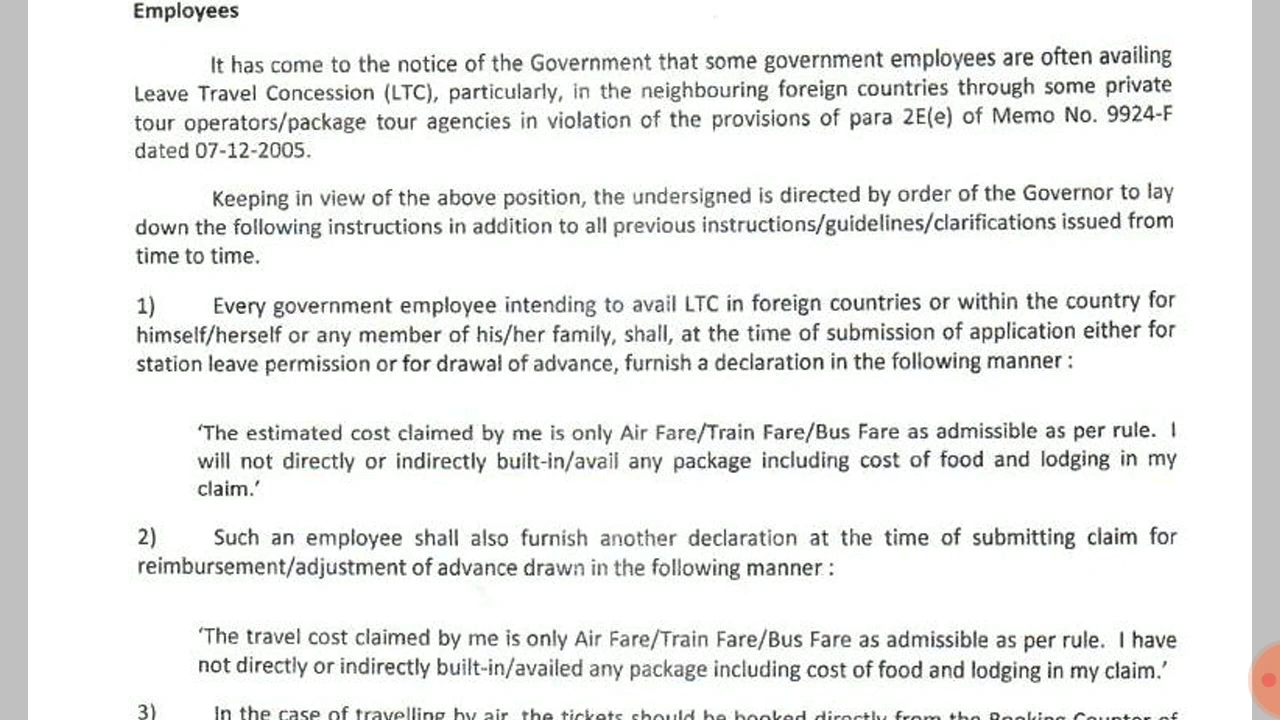 Employees
It has come to the notice of the Government that some government employees are often availing
Leave Travel Concession (LTC), particularly, in the neighbouring foreign countries through some private
tour operators/package tour agencies in violation of the provisions of para 2E(e) of Memo No. 9924-F
dated 07-12-2005.
Keeping in view of the above position, the undersigned is directed by order of the Governor to lay
down the following instructions in addition to all previous instructions/guidelines/clarifications issued from
time to time.
1) Every government employee intending to avail LTC in foreign countries or within the country for
himself/herself or any member of his/her family, shall, at the time of submission of application either for
station leave permission or for drawal of advance, furnish a declaration in the following manner :
‘The estimated cost claimed by me is only Air Fare/Train Fare/Bus Fare as admissible as per rule. I
will not directly or indirectly built-in/avail any package including cost of food and lodging in my
claim.’
2) Such an employee shall also furnish another declaration at the time of submitting claim for
reimbursement/adjustment of advance drawn in the following manner :
‘The travel cost claimed by me is only Air Fare/Train Fare/Bus Fare as admissible as per rule. I have
not directly or indirectly built-in/availed any package including cost of food and lodging in my claim.’
3) In the case of travelling by air, the tickets should be booked directly from the Booking Counter of